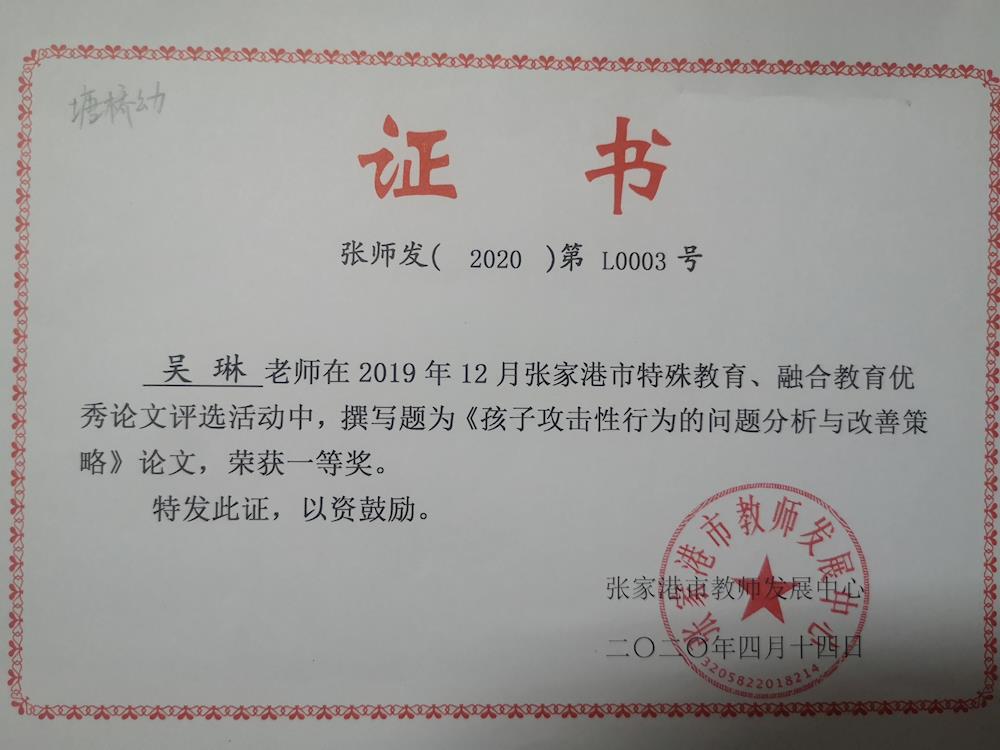 塘桥幼
证 书
张师发( 2020 )第 L0003 号
吴 琳 老师在 2019 年 12 月张家港市特殊教育、融合教育优
秀论文评选活动中，撰写题为《孩子攻击性行为的问题分析与改善策
略》论文，荣获一等奖。
特发此证，以资鼓励。
张家港市教师发展中心
张家港市教师发展中心
二〇二〇年四月十四日
3205822018214